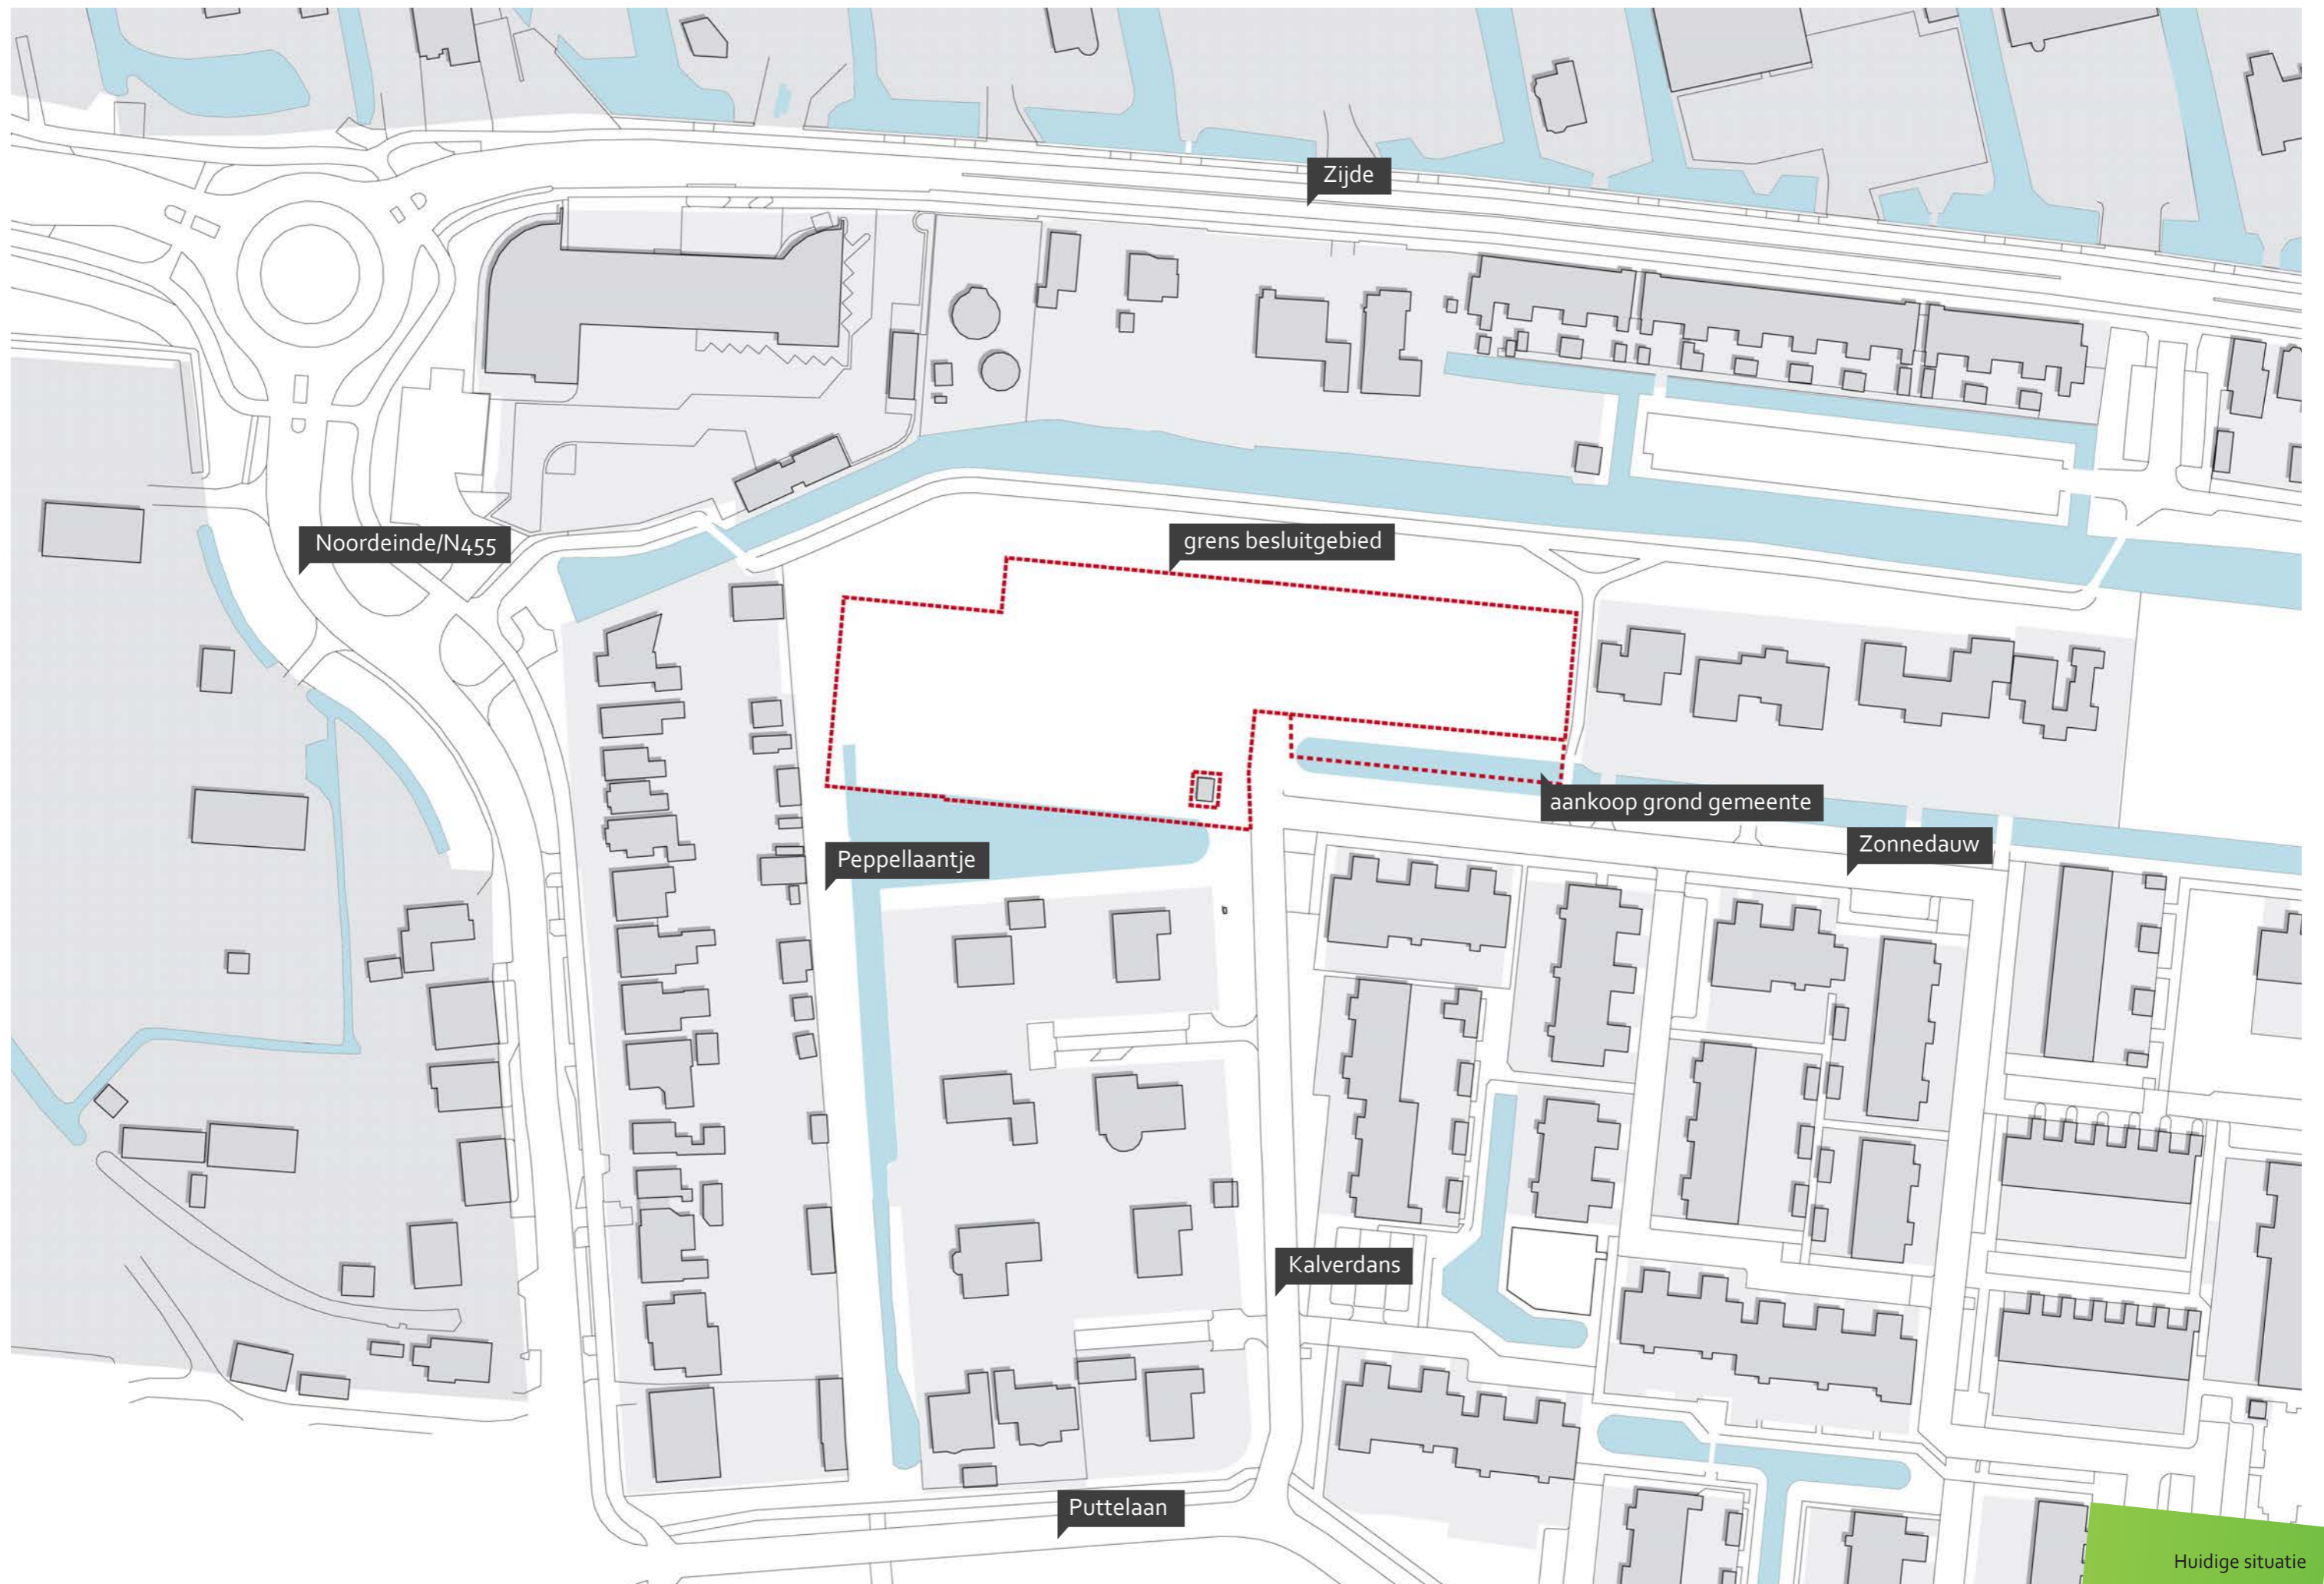 Zijde
Noordeinde/N455
grens besluitgebied
aankoop grond gemeente
Zonnedauw
Peppellaantje
Kalverdans
Puttelaan
Huidige situatie